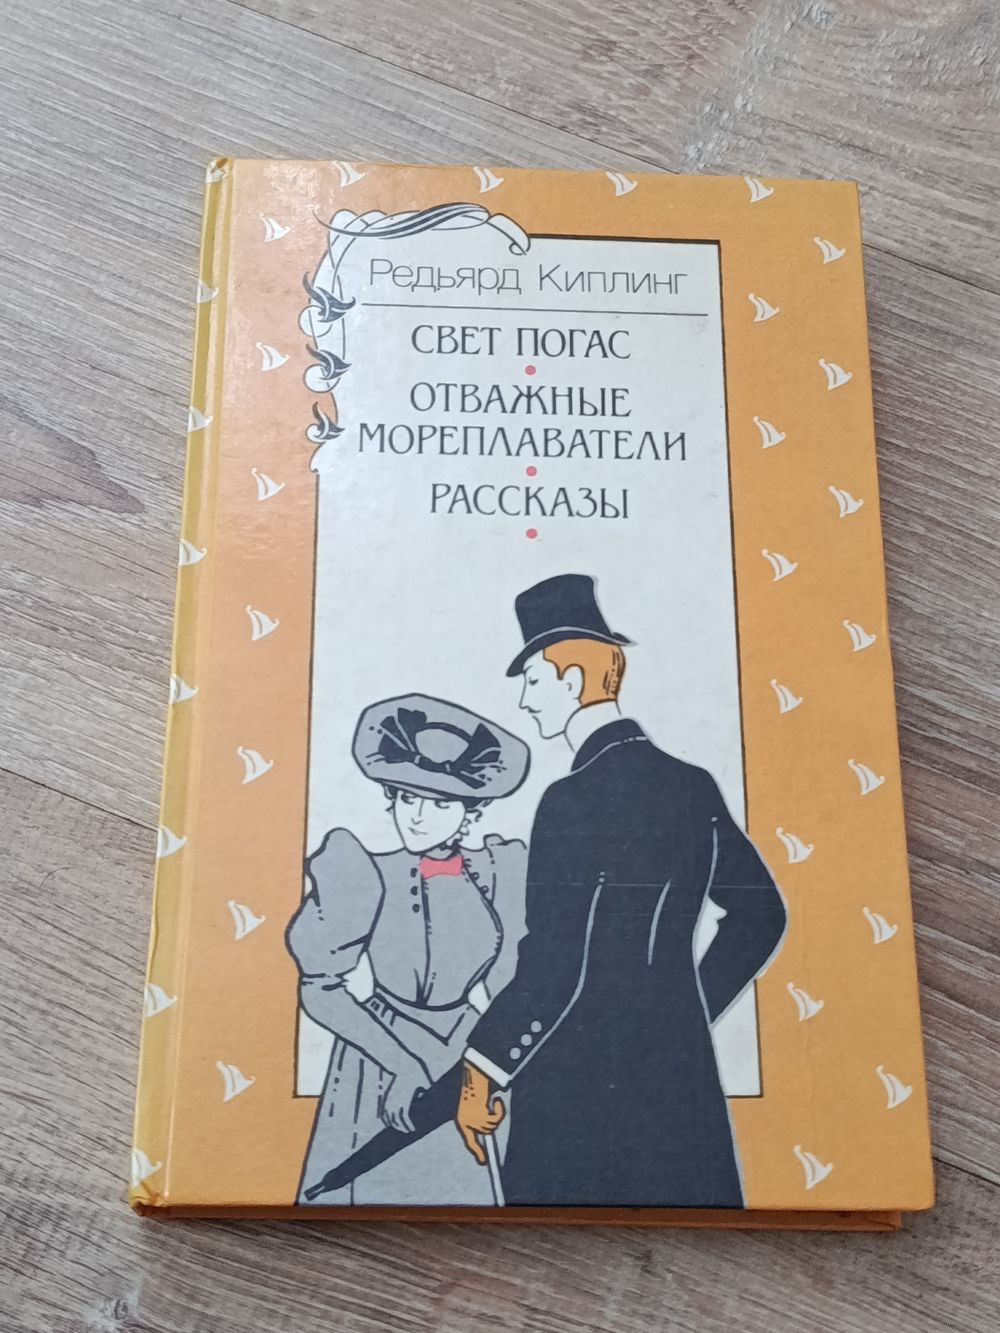 Редьярд Киплинг
СВЕТ ПОГАС
ОТВАЖНЫЕ
МОРЕПЛАВАТЕЛИ
РАССКАЗЫ